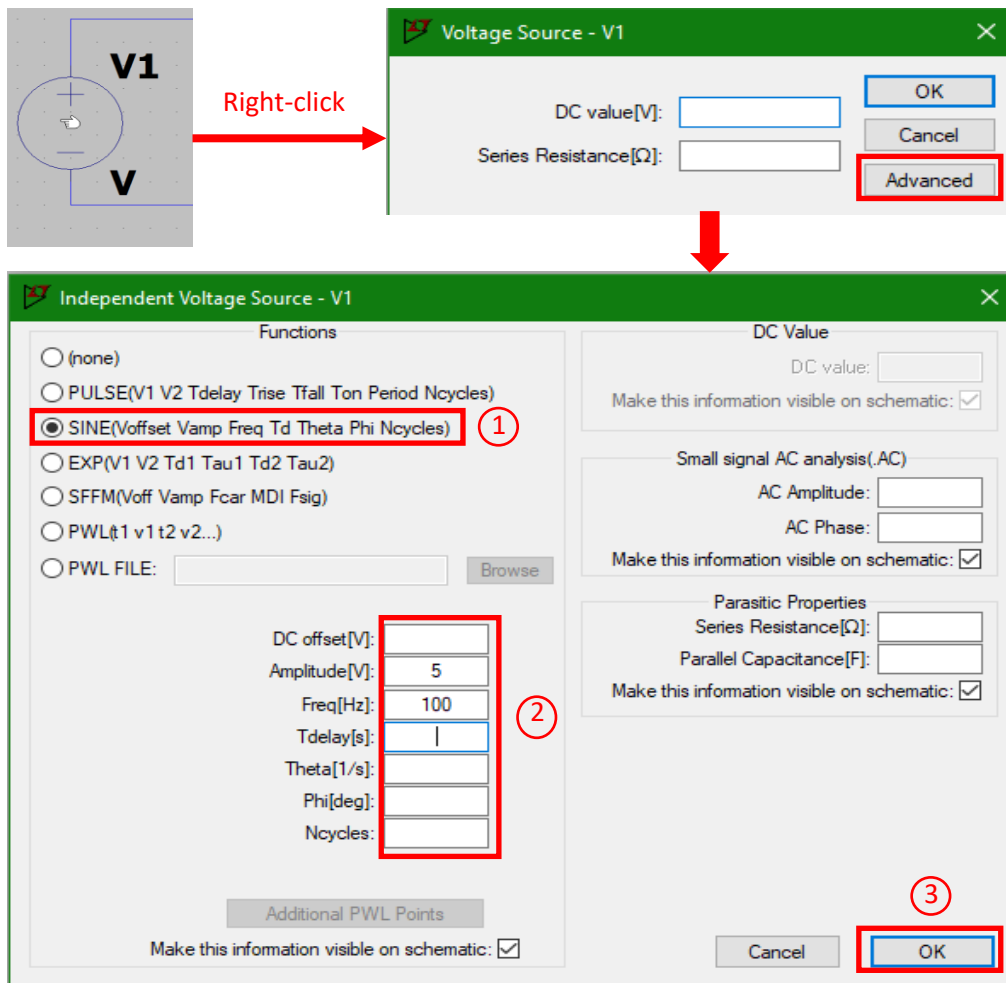 V1
V
Right-click
Voltage Source - V1
DC value[V]:
Series Resistance[Ω]:
OK
Cancel
Advanced
Independent Voltage Source - V1
Functions
(none)
PULSE(V1 V2 Tdelay Trise Tfall Ton Period Ncycles)
SINE(Voffset Vamp Freq Td Theta Phi Ncycles)
1
EXP(V1 V2 Td1 Tau1 Td2 Tau2)
SFFM(Voff Vamp Fcar MDI Fsig)
PWL(t1 v1 t2 v2...)
PWL FILE:
Browse
DC offset[V]:
Amplitude[V]: 5
Freq[Hz]: 100
Tdelay[s]:
Theta[1/s]:
Phi[deg]:
Ncycles:
2
Additional PWL Points
Make this information visible on schematic:
DC Value
DC value:
Make this information visible on schematic:
Small signal AC analysis(.AC)
AC Amplitude:
AC Phase:
Make this information visible on schematic:
Parasitic Properties
Series Resistance[Ω]:
Parallel Capacitance[F]:
Make this information visible on schematic:
3
Cancel
OK